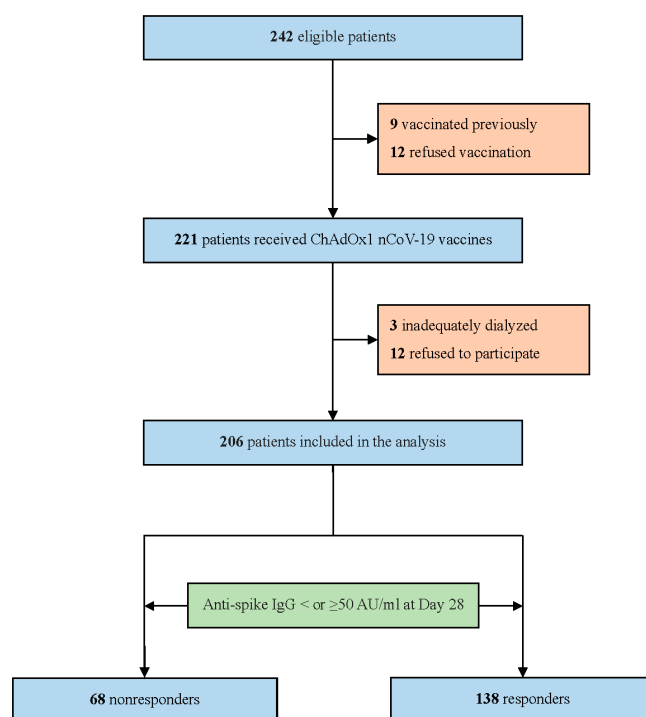 242 eligible patients
9 vaccinated previously
12 refused vaccination
221 patients received ChAdOx1 nCoV-19 vaccines
3 inadequately dialyzed
12 refused to participate
206 patients included in the analysis
Anti-spike IgG < or ≥50 AU/ml at Day 28
68 nonresponders
138 responders